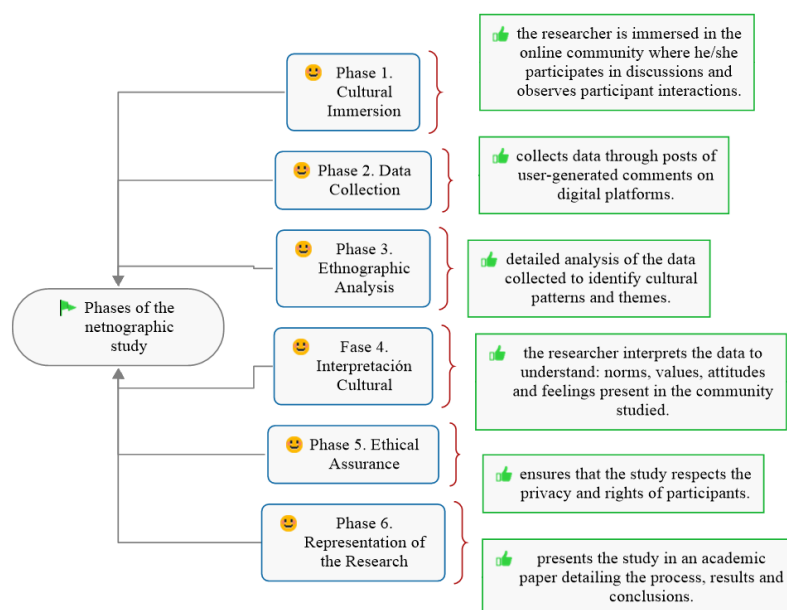 Phases of the
netnographic
study
Phase 1.
Cultural
Immersion
the researcher is immersed in the
online community where he/she
participates in discussions and
observes participant interactions.
Phase 2. Data
Collection
collects data through posts of
user-generated comments on
digital platforms.
Phase 3.
Ethnographic
Analysis
detailed analysis of the data
collected to identify cultural
patterns and themes.
Fase 4.
Interpretación
Cultural
the researcher interprets the data to
understand: norms, values, attitudes
and feelings present in the community
studied.
Phase 5. Ethical
Assurance
ensures that the study respects the
privacy and rights of participants.
Phase 6.
Representation of
the Research
presents the study in an academic
paper detailing the process, results and
conclusions.